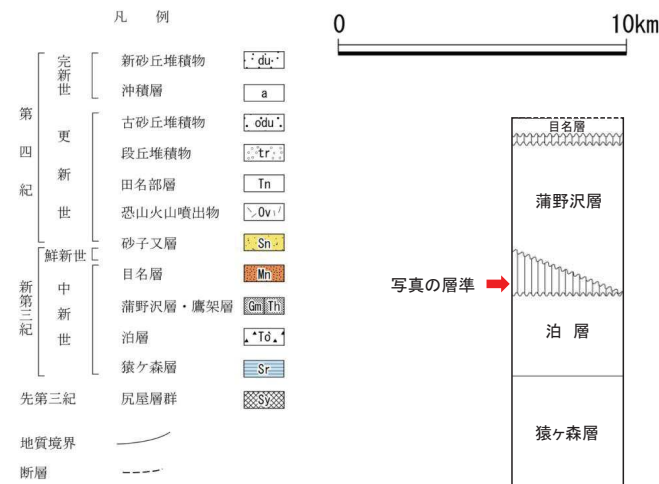 凡 例
0 10km
第四紀
完新世
新砂丘堆積物 du
沖積層 a
更新世
古砂丘堆積物 odu
段丘堆積物 tr
田名部層 Tn
恐山火山噴出物 Ov
砂子又層 Sn
新第三紀
鮮新世
中新世
目名層 Mn
蒲野沢層・鷹架層 Gm Th
泊層 To
猿ケ森層 Sr
先第三紀 尻屋層群 Sy
地質境界
断層
目名層
蒲野沢層
写真の層準
泊 層
猿ヶ森層